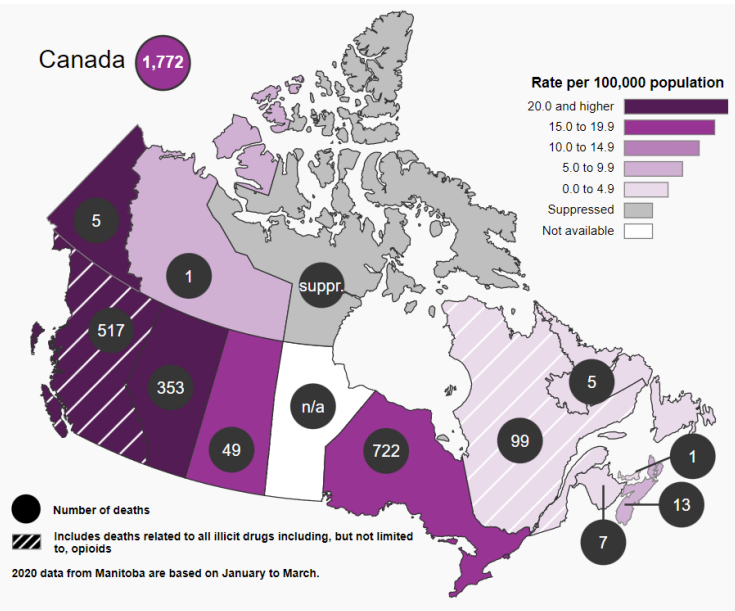 Canada 1,772
Rate per 100,000 population
20.0 and higher
15.0 to 19.9
10.0 to 14.9
5.0 to 9.9
0.0 to 4.9
Suppressed
Not available
5
1
suppr.
517
353
49
n/a
722
99
5
1
13
7
Number of deaths
Includes deaths related to all illicit drugs including, but not limited
to, opioids
2020 data from Manitoba are based on January to March.